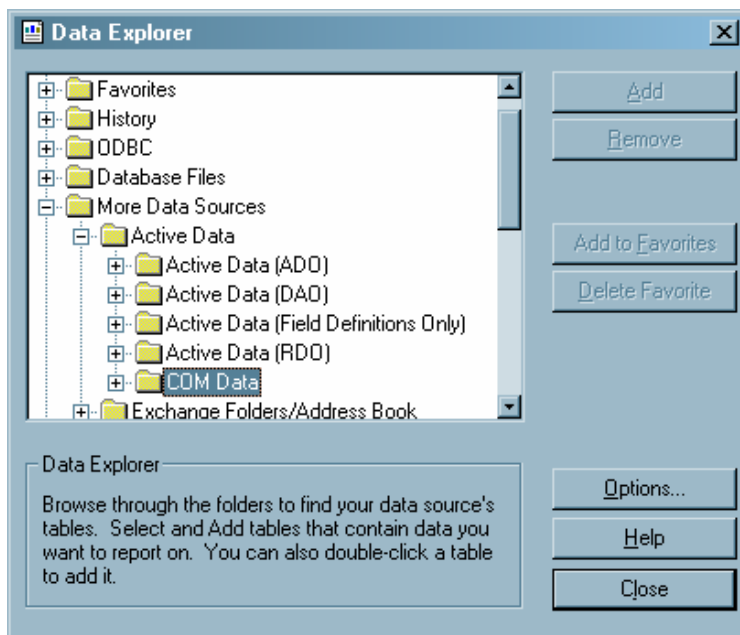 Data Explorer
Favorites
History
ODBC
Database Files
More Data Sources
Active Data
Active Data (ADO)
Active Data (DAO)
Active Data (Field Definitions Only)
Active Data (RDO)
COM Data
Exchange Folders/Address Book
Add
Remove
Add to Favorites
Delete Favorite
Data Explorer
Browse through the folders to find your data source's
tables. Select and Add tables that contain data you
want to report on. You can also double-click a table
to add it.
Options...
Help
Close